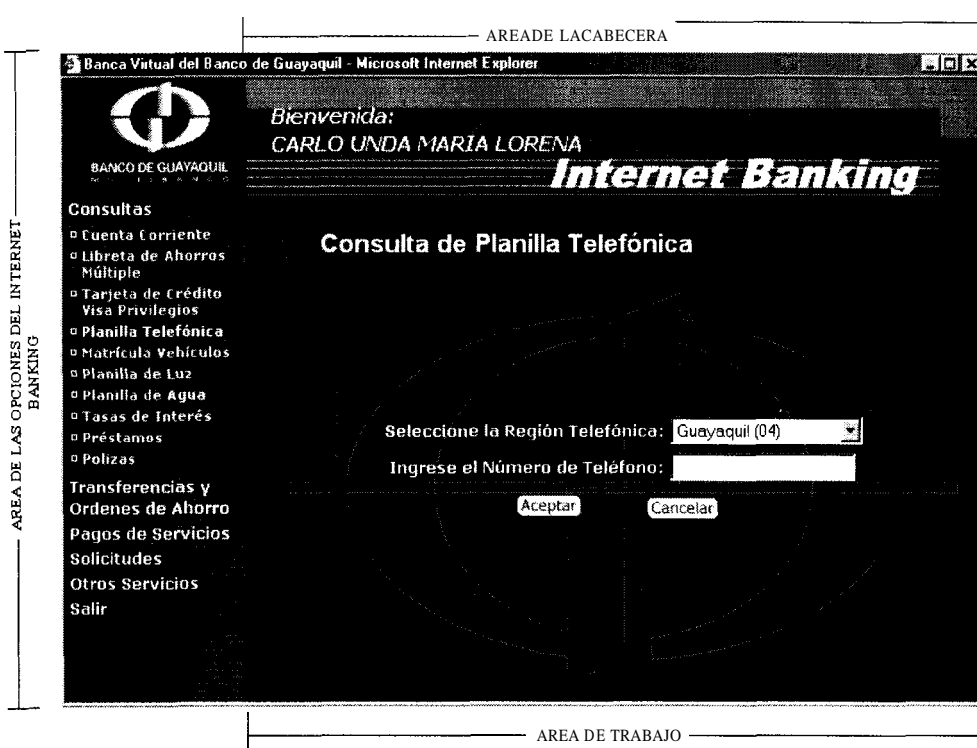 AREADE LACABECERA
Banca Virtual del Banco de Guayaquil - Microsoft Internet Explorer
BANCO DE GUAYAQUIL
Bienvenida:
CARLO UNDA MARIA LORENA
Internet Banking
AREA DE LAS OPCIONES DEL INTERNET
BANKING
Consultas
Cuenta Corriente
Libreta de Ahorros
Múltiple
Tarjeta de Crédito
Visa Privilegios
Planilla Telefónica
Matrícula Vehículos
Planilla de Luz
Planilla de Agua
Tasas de Interés
Préstamos
Polizas
Transferencias y
Ordenes de Ahorro
Pagos de Servicios
Solicitudes
Otros Servicios
Salir
Consulta de Planilla Telefónica
Seleccione la Región Telefónica: Guayaquil (04)
Ingrese el Número de Teléfono:
Aceptar Cancelar
AREA DE TRABAJO